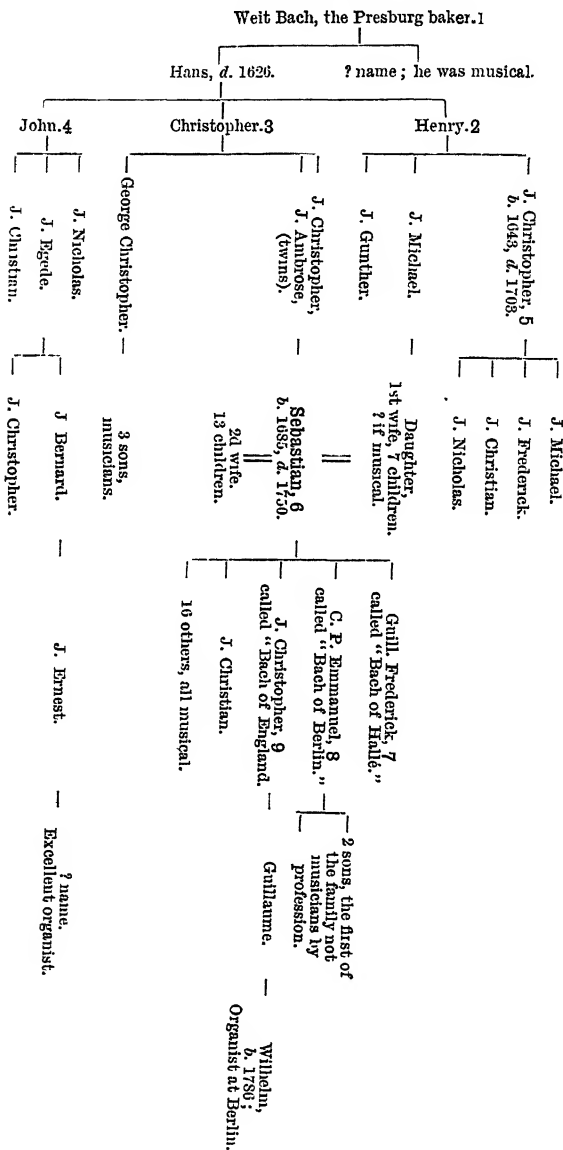 Weit Bach, the Presburg baker.1
Hans, d. 1626.
? name ; he was musical.
John.4
Christopher.3
Henry.2
J. Nicholas.
J. Egede.
J. Christian.
George Christopher.
J. Christopher,
J. Ambrose,
(twins).
J. Gunther.
J. Michael.
J. Christopher, 5
b. 1643, d. 1703.
J Bernard.
J. Christopher.
3 sons,
musicians.
2d wife.
13 children.
Sebastian, 6
b. 1685, d. 1750.
Daughter,
1st wife, 7 children.
? if musical.
J. Michael.
J. Frederick.
J. Christian.
J. Nicholas.
J. Ernest.
16 others, all musical.
J. Christian.
J. Christopher, 9
called “Bach of England.”
C. P. Emmanuel, 8
called “Bach of Berlin.”
Guill. Frederick, 7
called “Bach of Hallé.”
? name.
Excellent organist.
Guillaume.
2 sons, the first of
the family not
musicians by
profession.
Wilhelm,
b. 1786 ;
Organist at Berlin.